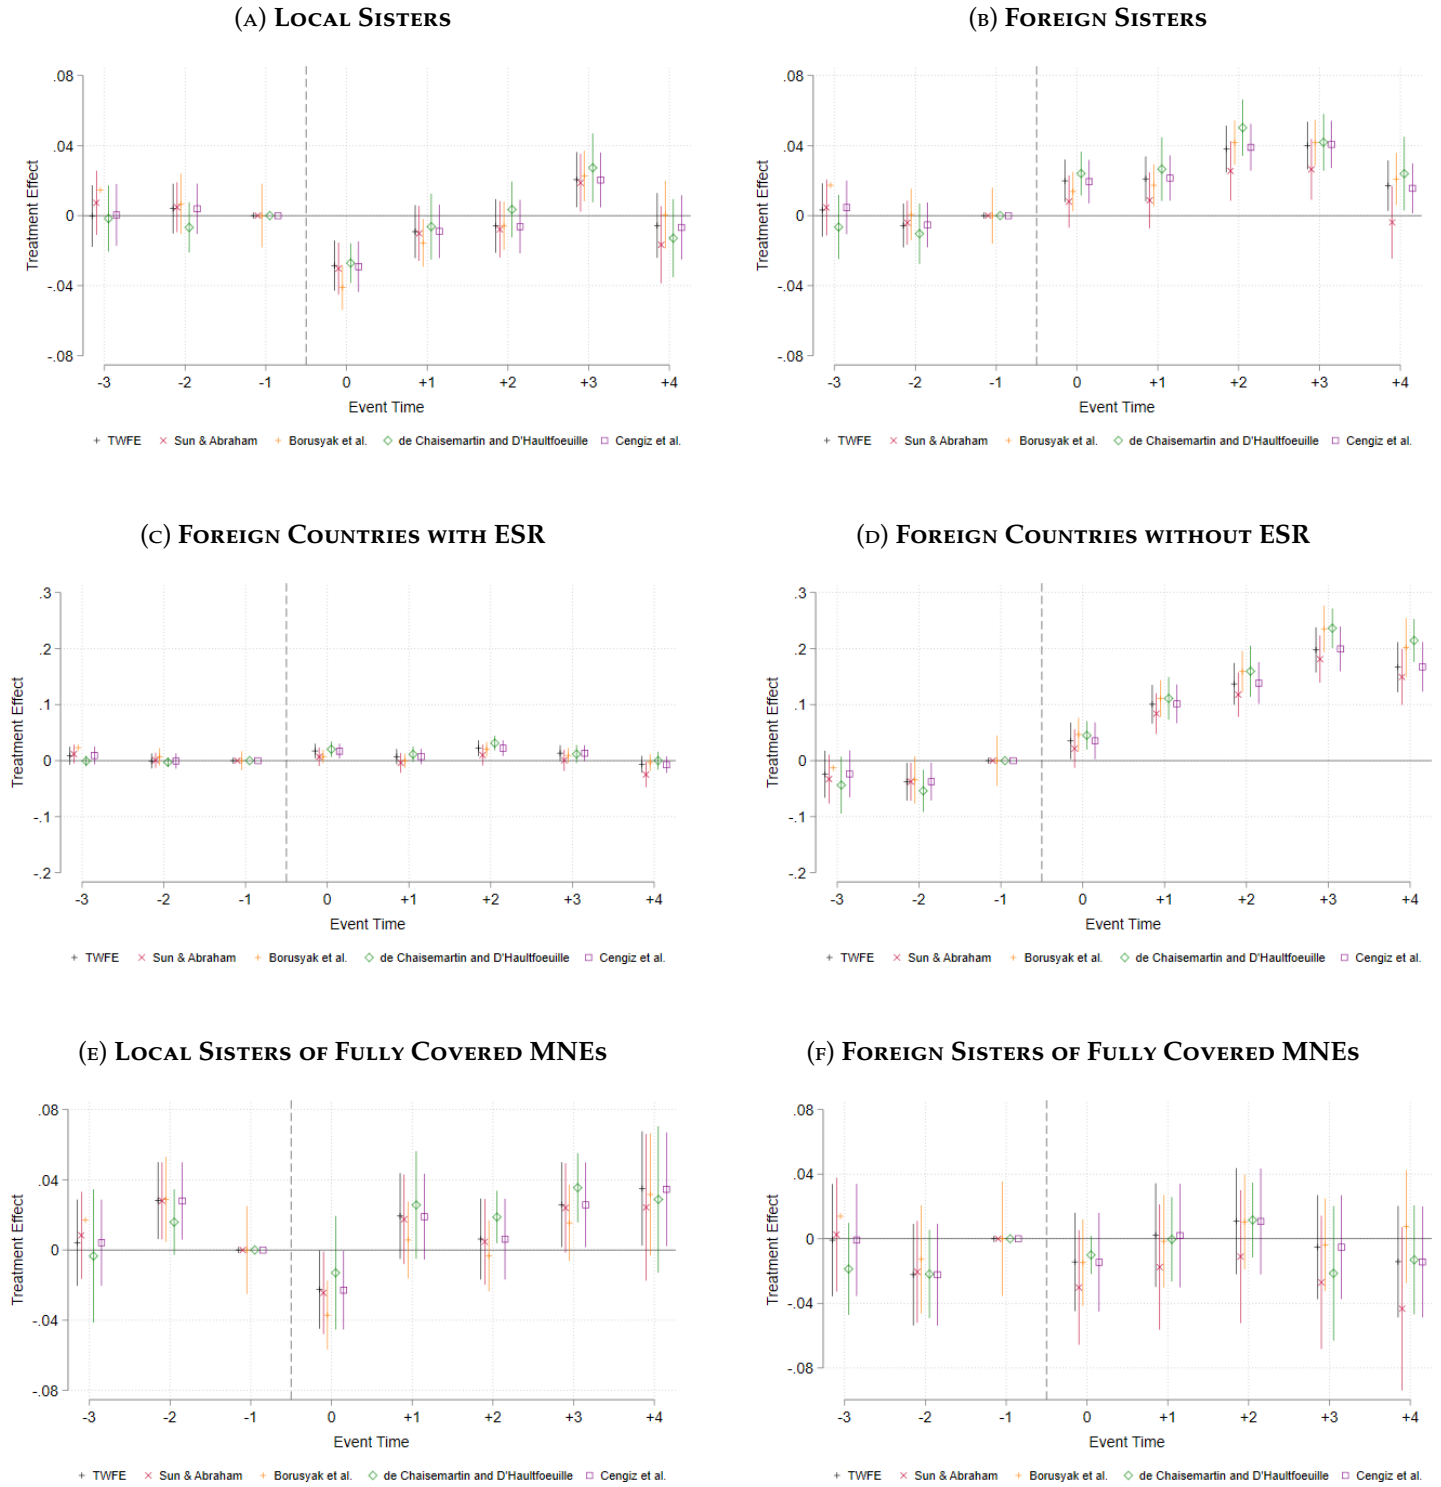 (A) LOCAL SISTERS
.08
.04
0
-.04
-.08
Treatment Effect
-3 -2 -1 0 +1 +2 +3 +4
Event Time
TWFE Sun & Abraham Borusyak et al. de Chaisemartin and D'Haultfoeuille Cengiz et al.
(B) FOREIGN SISTERS
.08
.04
0
-.04
-.08
Treatment Effect
-3 -2 -1 0 +1 +2 +3 +4
Event Time
TWFE Sun & Abraham Borusyak et al. de Chaisemartin and D'Haultfoeuille Cengiz et al.
(C) FOREIGN COUNTRIES WITH ESR
.3
.2
.1
0
-.1
-.2
Treatment Effect
-3 -2 -1 0 +1 +2 +3 +4
Event Time
TWFE Sun & Abraham Borusyak et al. de Chaisemartin and D'Haultfoeuille Cengiz et al.
(D) FOREIGN COUNTRIES WITHOUT ESR
.3
.2
.1
0
-.1
-.2
Treatment Effect
-3 -2 -1 0 +1 +2 +3 +4
Event Time
TWFE Sun & Abraham Borusyak et al. de Chaisemartin and D'Haultfoeuille Cengiz et al.
(E) LOCAL SISTERS OF FULLY COVERED MNES
.08
.04
0
-.04
-.08
Treatment Effect
-3 -2 -1 0 +1 +2 +3 +4
Event Time
TWFE Sun & Abraham Borusyak et al. de Chaisemartin and D'Haultfoeuille Cengiz et al.
(F) FOREIGN SISTERS OF FULLY COVERED MNES
.08
.04
0
-.04
-.08
Treatment Effect
-3 -2 -1 0 +1 +2 +3 +4
Event Time
TWFE Sun & Abraham Borusyak et al. de Chaisemartin and D'Haultfoeuille Cengiz et al.